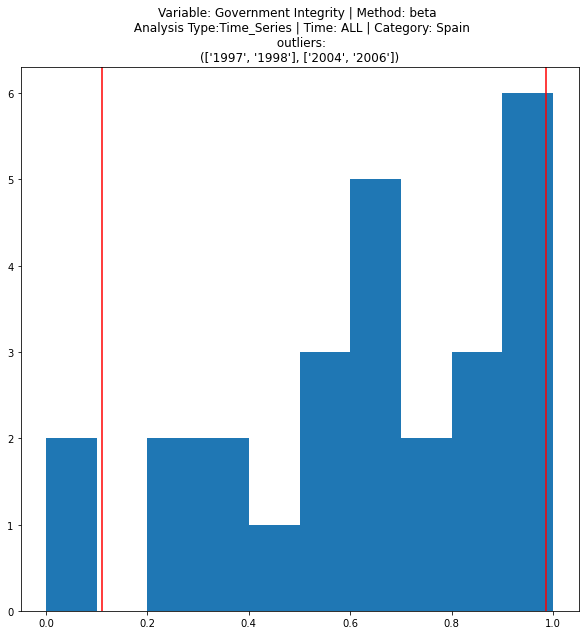 Variable: Government Integrity | Method: beta
Analysis Type:Time_Series | Time: ALL | Category: Spain
outliers:
(['1997', '1998'], ['2004', '2006'])
6
5
4
3
2
1
0
0.0 0.2 0.4 0.6 0.8 1.0